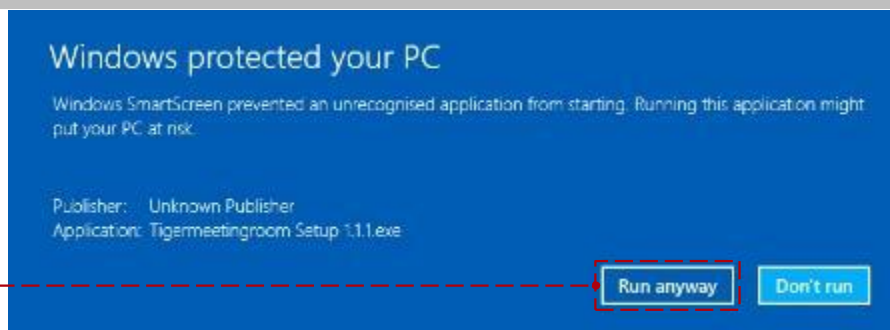 Windows protected your PC
Windows SmartScreen prevented an unrecognised application from starting. Running this application might
put your PC at risk.
Publisher: Unknown Publisher
Application: Tigermeetingroom Setup 1.1.1.exe
Run anyway Don't run